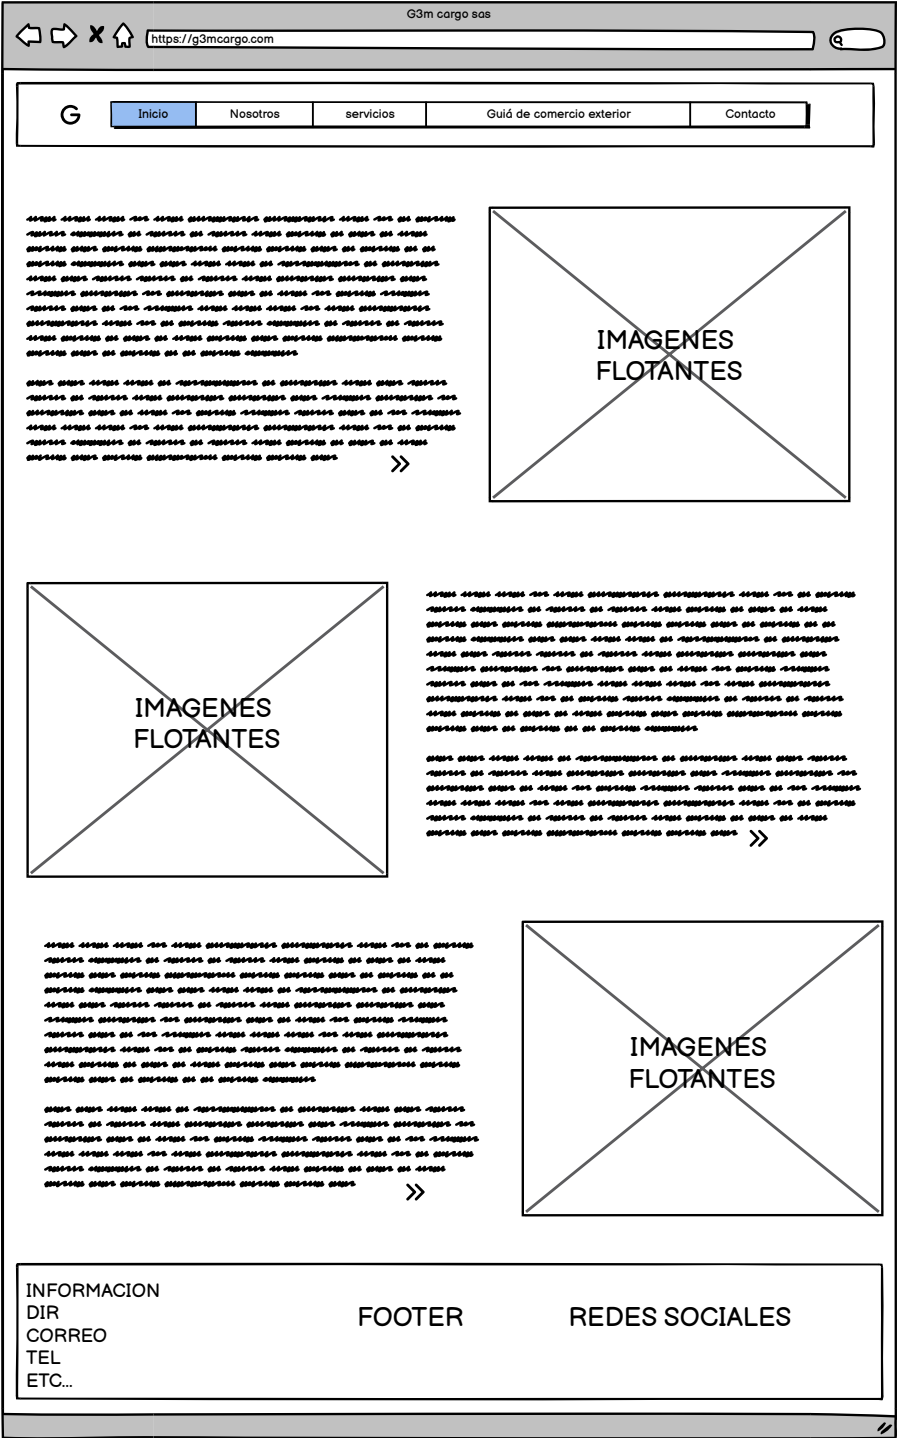 G3m cargo sas
https://g3mcargo.com
G
Inicio Nosotros servicios Guiá de comercio exterior Contacto
IMAGENES
FLOTANTES
IMAGENES
FLOTANTES
IMAGENES
FLOTANTES
INFORMACION
DIR
CORREO
TEL
ETC...
FOOTER
REDES SOCIALES